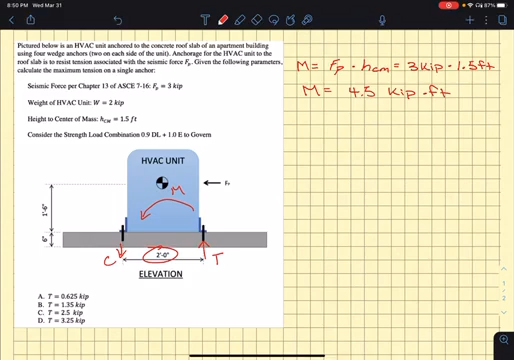 8:50 PM Mon Apr 5
86%
Pictured below is an HVAC unit anchored to the concrete roof slab of an apartment building
using four wedge anchors (two on each side of the unit). Anchorage for the HVAC unit to the
roof slab is to resist tension associated with the seismic force Fp. Given the following parameters,
calculate the maximum tension on a single anchor.
Seismic Force per Chapter 13 of ASCE 7-16: Fp = 3 kip
Weight of HVAC Unit: W = 2 kip
Height to Center of Mass: hCM = 1.5 ft
Consider the Strength Load Combination 0.9 DL + 1.0 E to Govern
M = Fp · hcm = 3 kip · 1.5ft
M = 4.5 kip · ft
HVAC UNIT
M
Fp
1'-6"
6"
C
2'-0"
T
ELEVATION
A. T = 0.625 kip
B. T = 1.35 kip
C. T = 2.5 kip
D. T = 3.25 kip
1
2